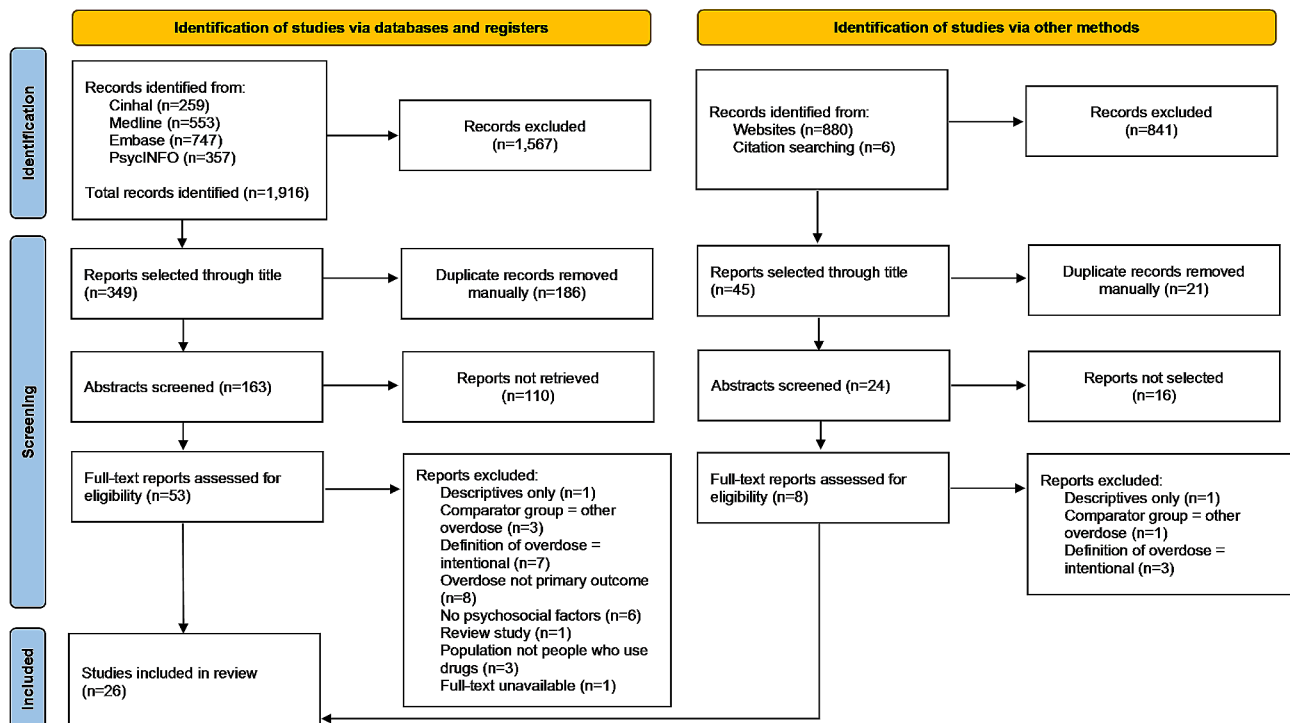 Identification of studies via databases and registers
Identification of studies via other methods
Identification
Records identified from:
Cinhal (n=259)
Medline (n=553)
Embase (n=747)
PsycINFO (n=357)
Total records identified (n=1,916)
Records excluded
(n=1,567)
Records identified from:
Websites (n=880)
Citation searching (n=6)
Records excluded
(n=841)
Screening
Reports selected through title
(n=349)
Duplicate records removed
manually (n=186)
Reports selected through title
(n=45)
Duplicate records removed
manually (n=21)
Abstracts screened (n=163)
Reports not retrieved
(n=110)
Abstracts screened (n=24)
Reports not selected
(n=16)
Full-text reports assessed for
eligibility (n=53)
Reports excluded:
Descriptives only (n=1)
Comparator group = other
overdose (n=3)
Definition of overdose =
intentional (n=7)
Overdose not primary outcome
(n=8)
No psychosocial factors (n=6)
Review study (n=1)
Population not people who use
drugs (n=3)
Full-text unavailable (n=1)
Full-text reports assessed for
eligibility (n=8)
Reports excluded:
Descriptives only (n=1)
Comparator group = other
overdose (n=1)
Definition of overdose =
intentional (n=3)
Included
Studies included in review
(n=26)